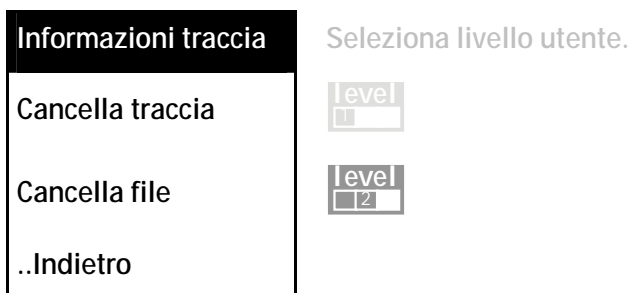 Informazioni traccia
Cancella traccia
Cancella file
..Indietro
Seleziona livello utente.
level
1
level
2